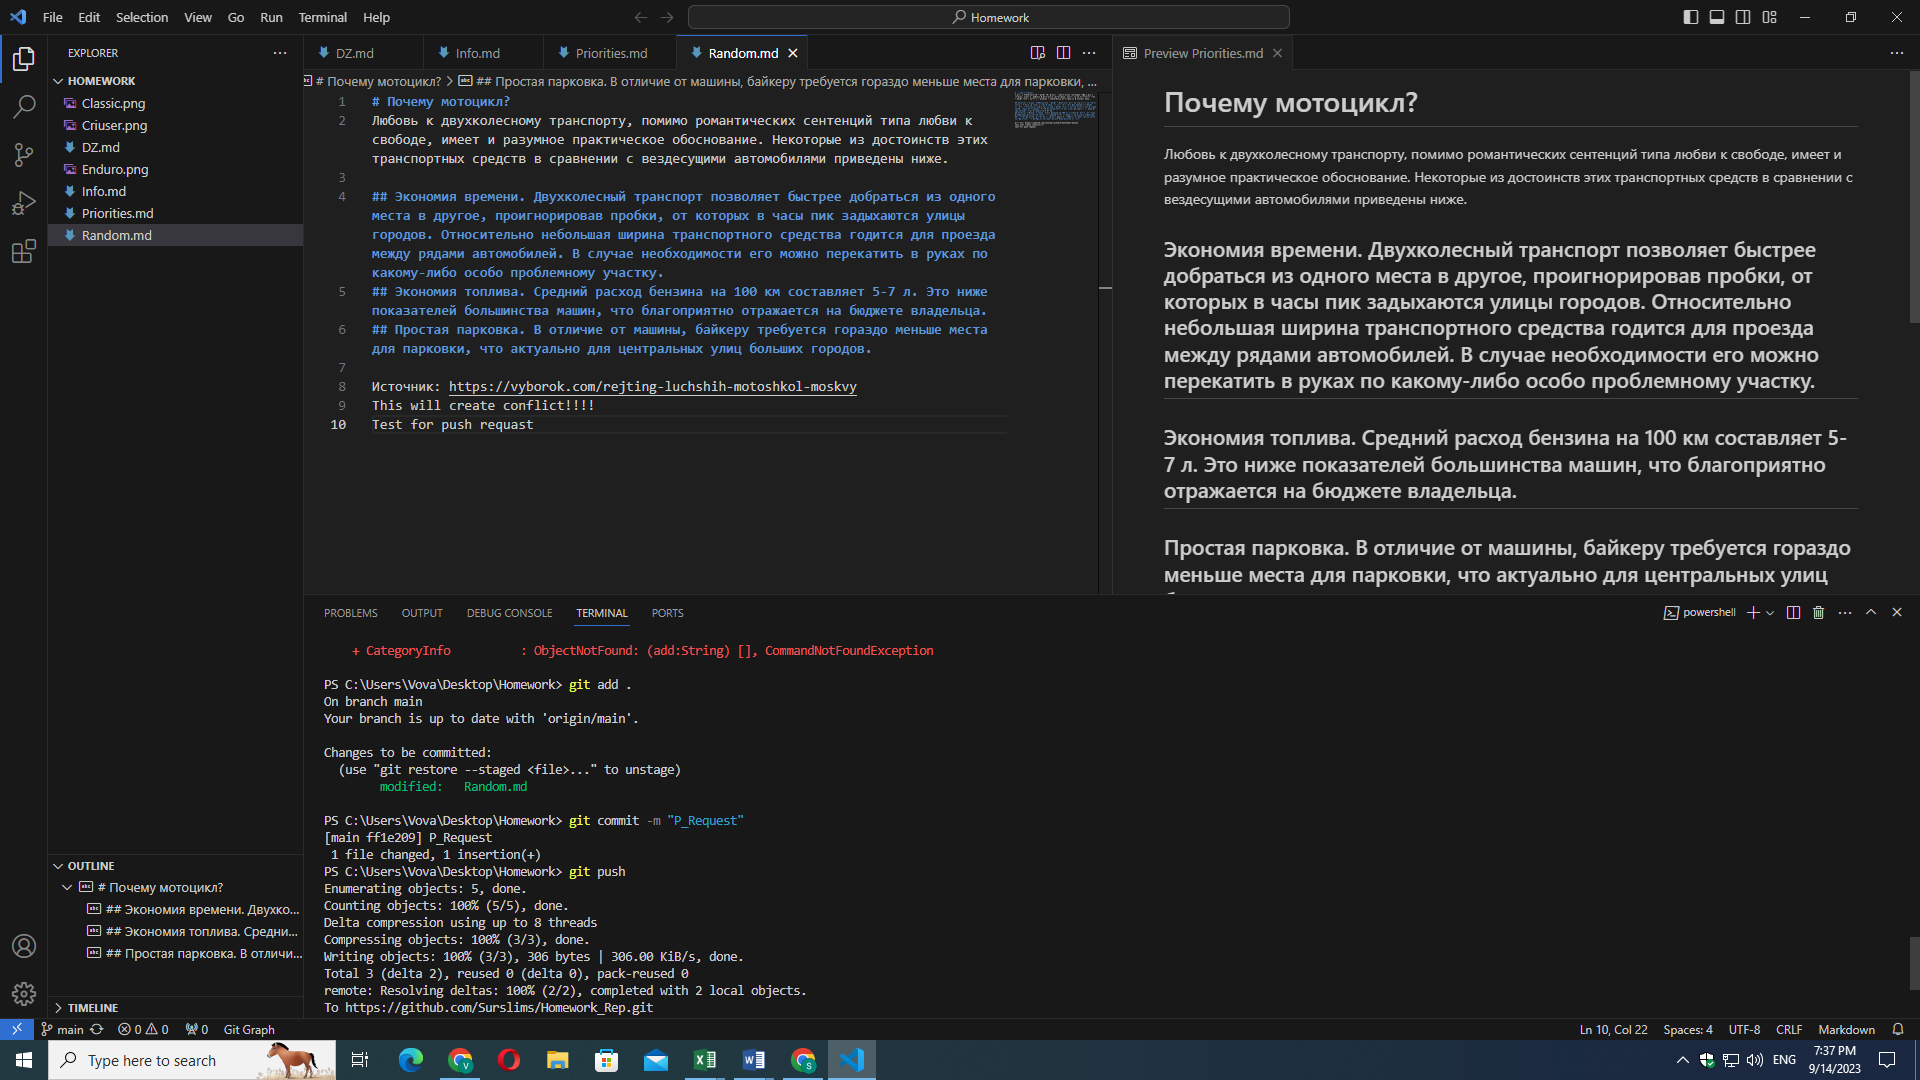 File Edit Selection View Go Run Terminal Help
Homework
EXPLORER
HOMEWORK
Classic.png
Criuser.png
DZ.md
Enduro.png
Info.md
Priorities.md
Random.md
OUTLINE
# Почему мотоцикл?
## Экономия времени. Двухко...
## Экономия топлива. Средни...
## Простая парковка. В отличи...
TIMELINE
DZ.md Info.md Priorities.md Random.md
# Почему мотоцикл? > ## Простая парковка. В отличие от машины, байкеру требуется гораздо меньше места для парковки, ...
1 # Почему мотоцикл?
2 Любовь к двухколесному транспорту, помимо романтических сентенций типа любви к
свободе, имеет и разумное практическое обоснование. Некоторые из достоинств этих
транспортных средств в сравнении с вездесущими автомобилями приведены ниже.
3
4 ## Экономия времени. Двухколесный транспорт позволяет быстрее добраться из одного
места в другое, проигнорировав пробки, от которых в часы пик задыхаются улицы
городов. Относительно небольшая ширина транспортного средства годится для проезда
между рядами автомобилей. В случае необходимости его можно перекатить в руках по
какому-либо особо проблемному участку.
5 ## Экономия топлива. Средний расход бензина на 100 км составляет 5-7 л. Это ниже
показателей большинства машин, что благоприятно отражается на бюджете владельца.
6 ## Простая парковка. В отличие от машины, байкеру требуется гораздо меньше места
для парковки, что актуально для центральных улиц больших городов.
7
8 Источник: https://vyborok.com/rejting-luchshih-motoshkol-moskvy
9 This will create conflict!!!!
10 Test for push requast
Preview Priorities.md
Почему мотоцикл?
Любовь к двухколесному транспорту, помимо романтических сентенций типа любви к свободе, имеет и
разумное практическое обоснование. Некоторые из достоинств этих транспортных средств в сравнении с
вездесущими автомобилями приведены ниже.
Экономия времени. Двухколесный транспорт позволяет быстрее
добраться из одного места в другое, проигнорировав пробки, от
которых в часы пик задыхаются улицы городов. Относительно
небольшая ширина транспортного средства годится для проезда
между рядами автомобилей. В случае необходимости его можно
перекатить в руках по какому-либо особо проблемному участку.
Экономия топлива. Средний расход бензина на 100 км составляет 5-
7 л. Это ниже показателей большинства машин, что благоприятно
отражается на бюджете владельца.
Простая парковка. В отличие от машины, байкеру требуется гораздо
меньше места для парковки, что актуально для центральных улиц
PROBLEMS OUTPUT DEBUG CONSOLE TERMINAL PORTS
powershell
+ CategoryInfo : ObjectNotFound: (add:String) [], CommandNotFoundException
PS C:\Users\Vova\Desktop\Homework> git add .
On branch main
Your branch is up to date with 'origin/main'.
Changes to be committed:
(use "git restore --staged <file>..." to unstage)
modified: Random.md
PS C:\Users\Vova\Desktop\Homework> git commit -m "P_Request"
[main ff1e209] P_Request
1 file changed, 1 insertion(+)
PS C:\Users\Vova\Desktop\Homework> git push
Enumerating objects: 5, done.
Counting objects: 100% (5/5), done.
Delta compression using up to 8 threads
Compressing objects: 100% (3/3), done.
Writing objects: 100% (3/3), 306 bytes | 306.00 KiB/s, done.
Total 3 (delta 2), reused 0 (delta 0), pack-reused 0
remote: Resolving deltas: 100% (2/2), completed with 2 local objects.
To https://github.com/Surslims/Homework_Rep.git
main 0 0 0 Git Graph
Ln 10, Col 22 Spaces: 4 UTF-8 CRLF Markdown
Type here to search
ENG
7:37 PM
9/14/2023